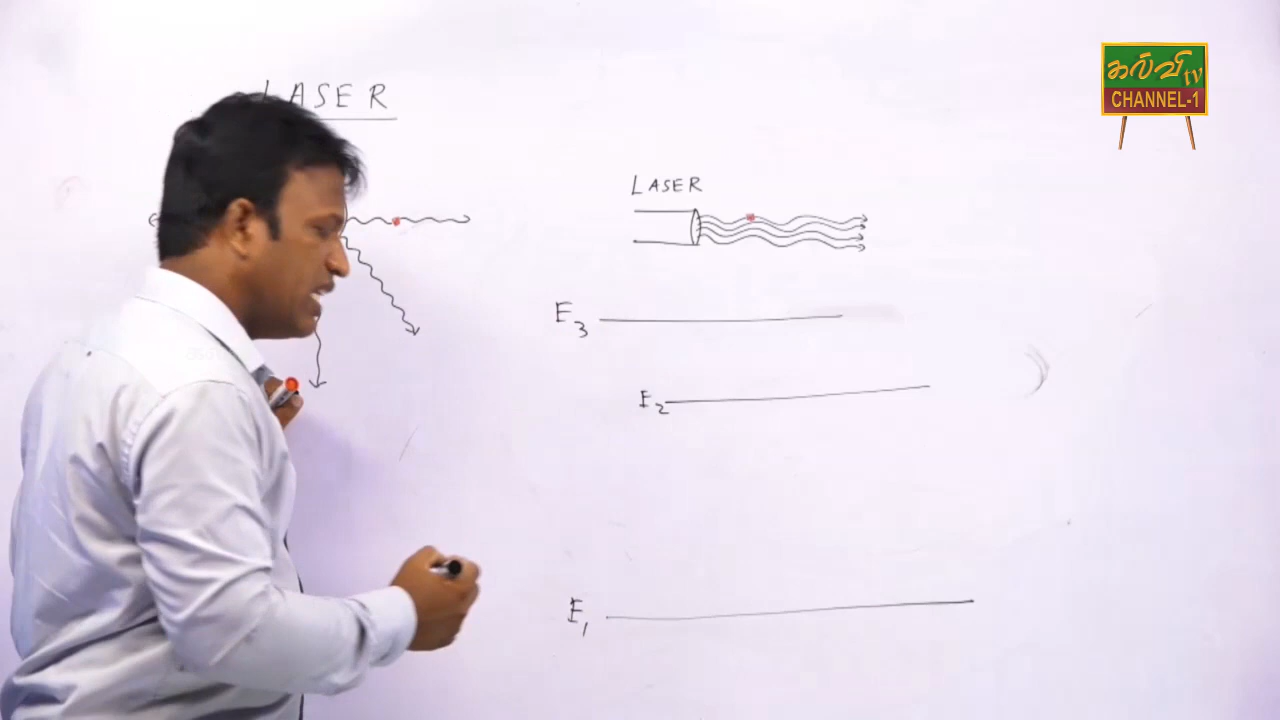 LASER
கல்வி tv
CHANNEL-1
LASER
E3
E2
E1